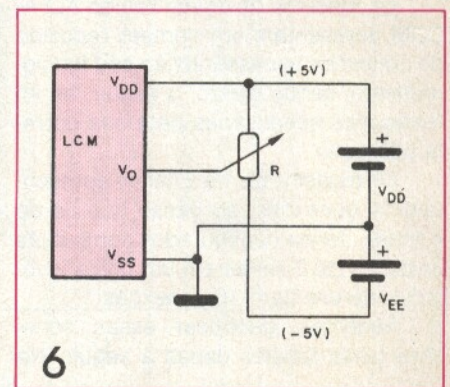 VDD
(+5V)
LCM
+
VO
R
VDD
VSS
+
VEE
(−5V)
6